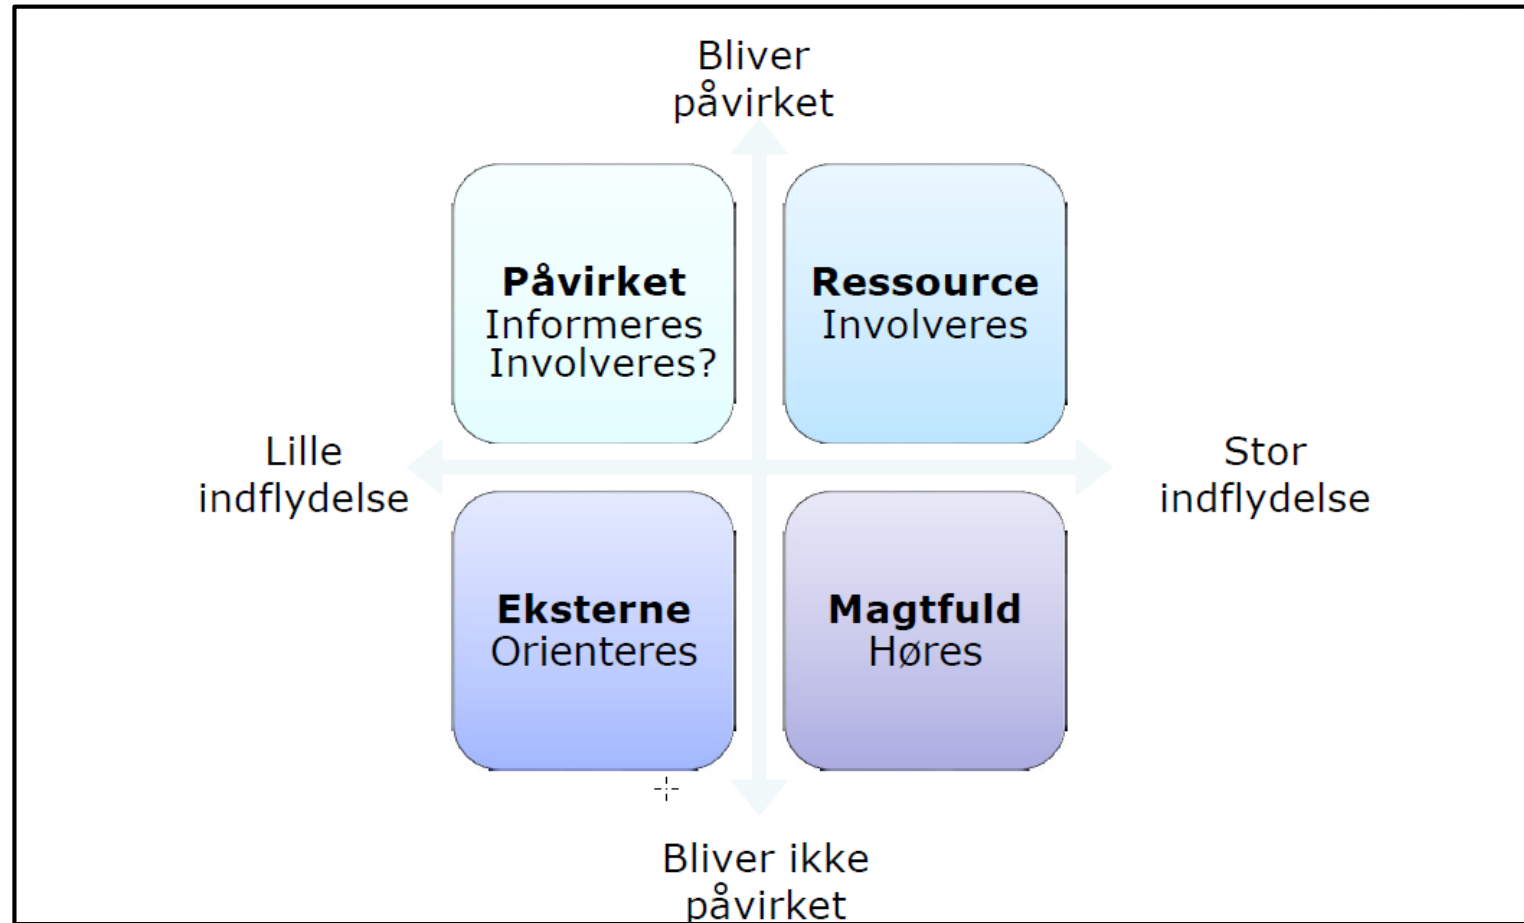 Bliver
påvirket
Påvirket
Informeres
Involveres?
Ressource
Involveres
Lille
indflydelse
Stor
indflydelse
Eksterne
Orienteres
Magtfuld
Høres
Bliver ikke
påvirket